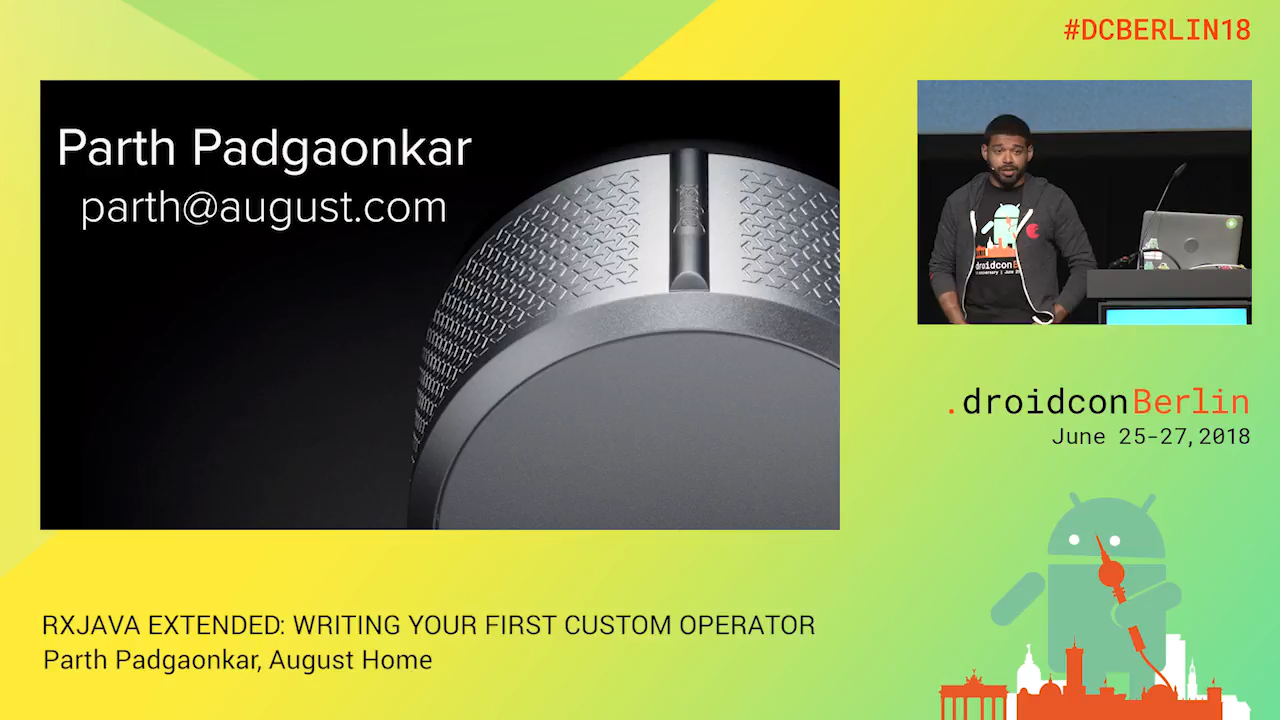 #DCBERLIN18
Parth Padgaonkar
parth@august.com
droidcon
.droidconBerlin
June 25-27,2018
RXJAVA EXTENDED: WRITING YOUR FIRST CUSTOM OPERATOR
Parth Padgaonkar, August Home